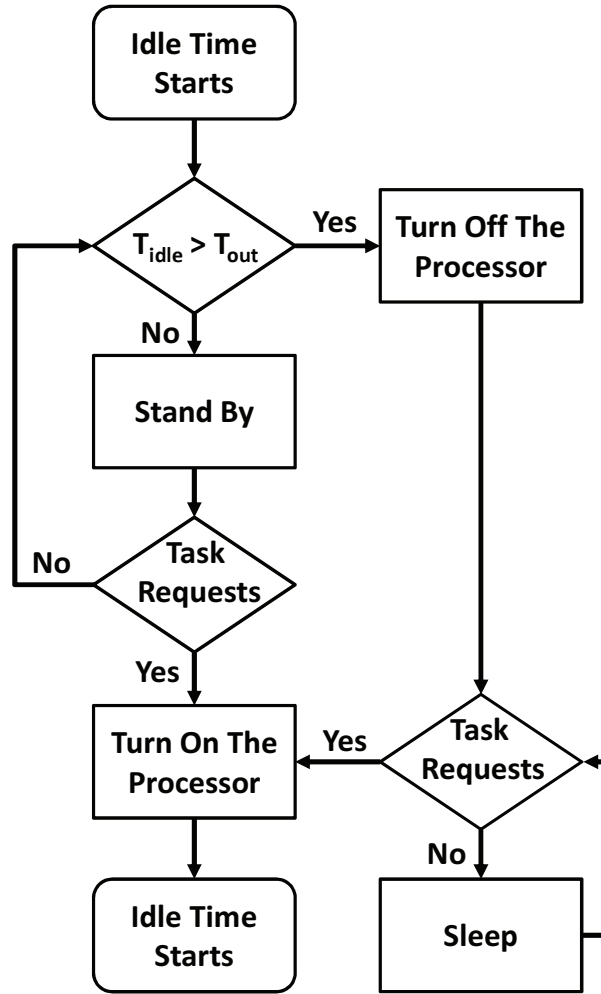 Idle Time
Starts
T_idle > T_out
Yes
Turn Off The
Processor
No
Stand By
No
Task
Requests
Yes
Turn On The
Processor
Yes
Task
Requests
No
Idle Time
Starts
Sleep